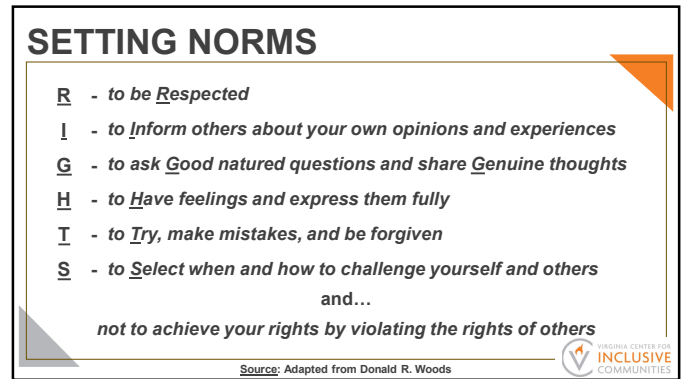 SETTING NORMS
R - to be Respected
I - to Inform others about your own opinions and experiences
G - to ask Good natured questions and share Genuine thoughts
H - to Have feelings and express them fully
T - to Try, make mistakes, and be forgiven
S - to Select when and how to challenge yourself and others
and…
not to achieve your rights by violating the rights of others
Source: Adapted from Donald R. Woods
VIRGINIA CENTER FOR
INCLUSIVE
COMMUNITIES